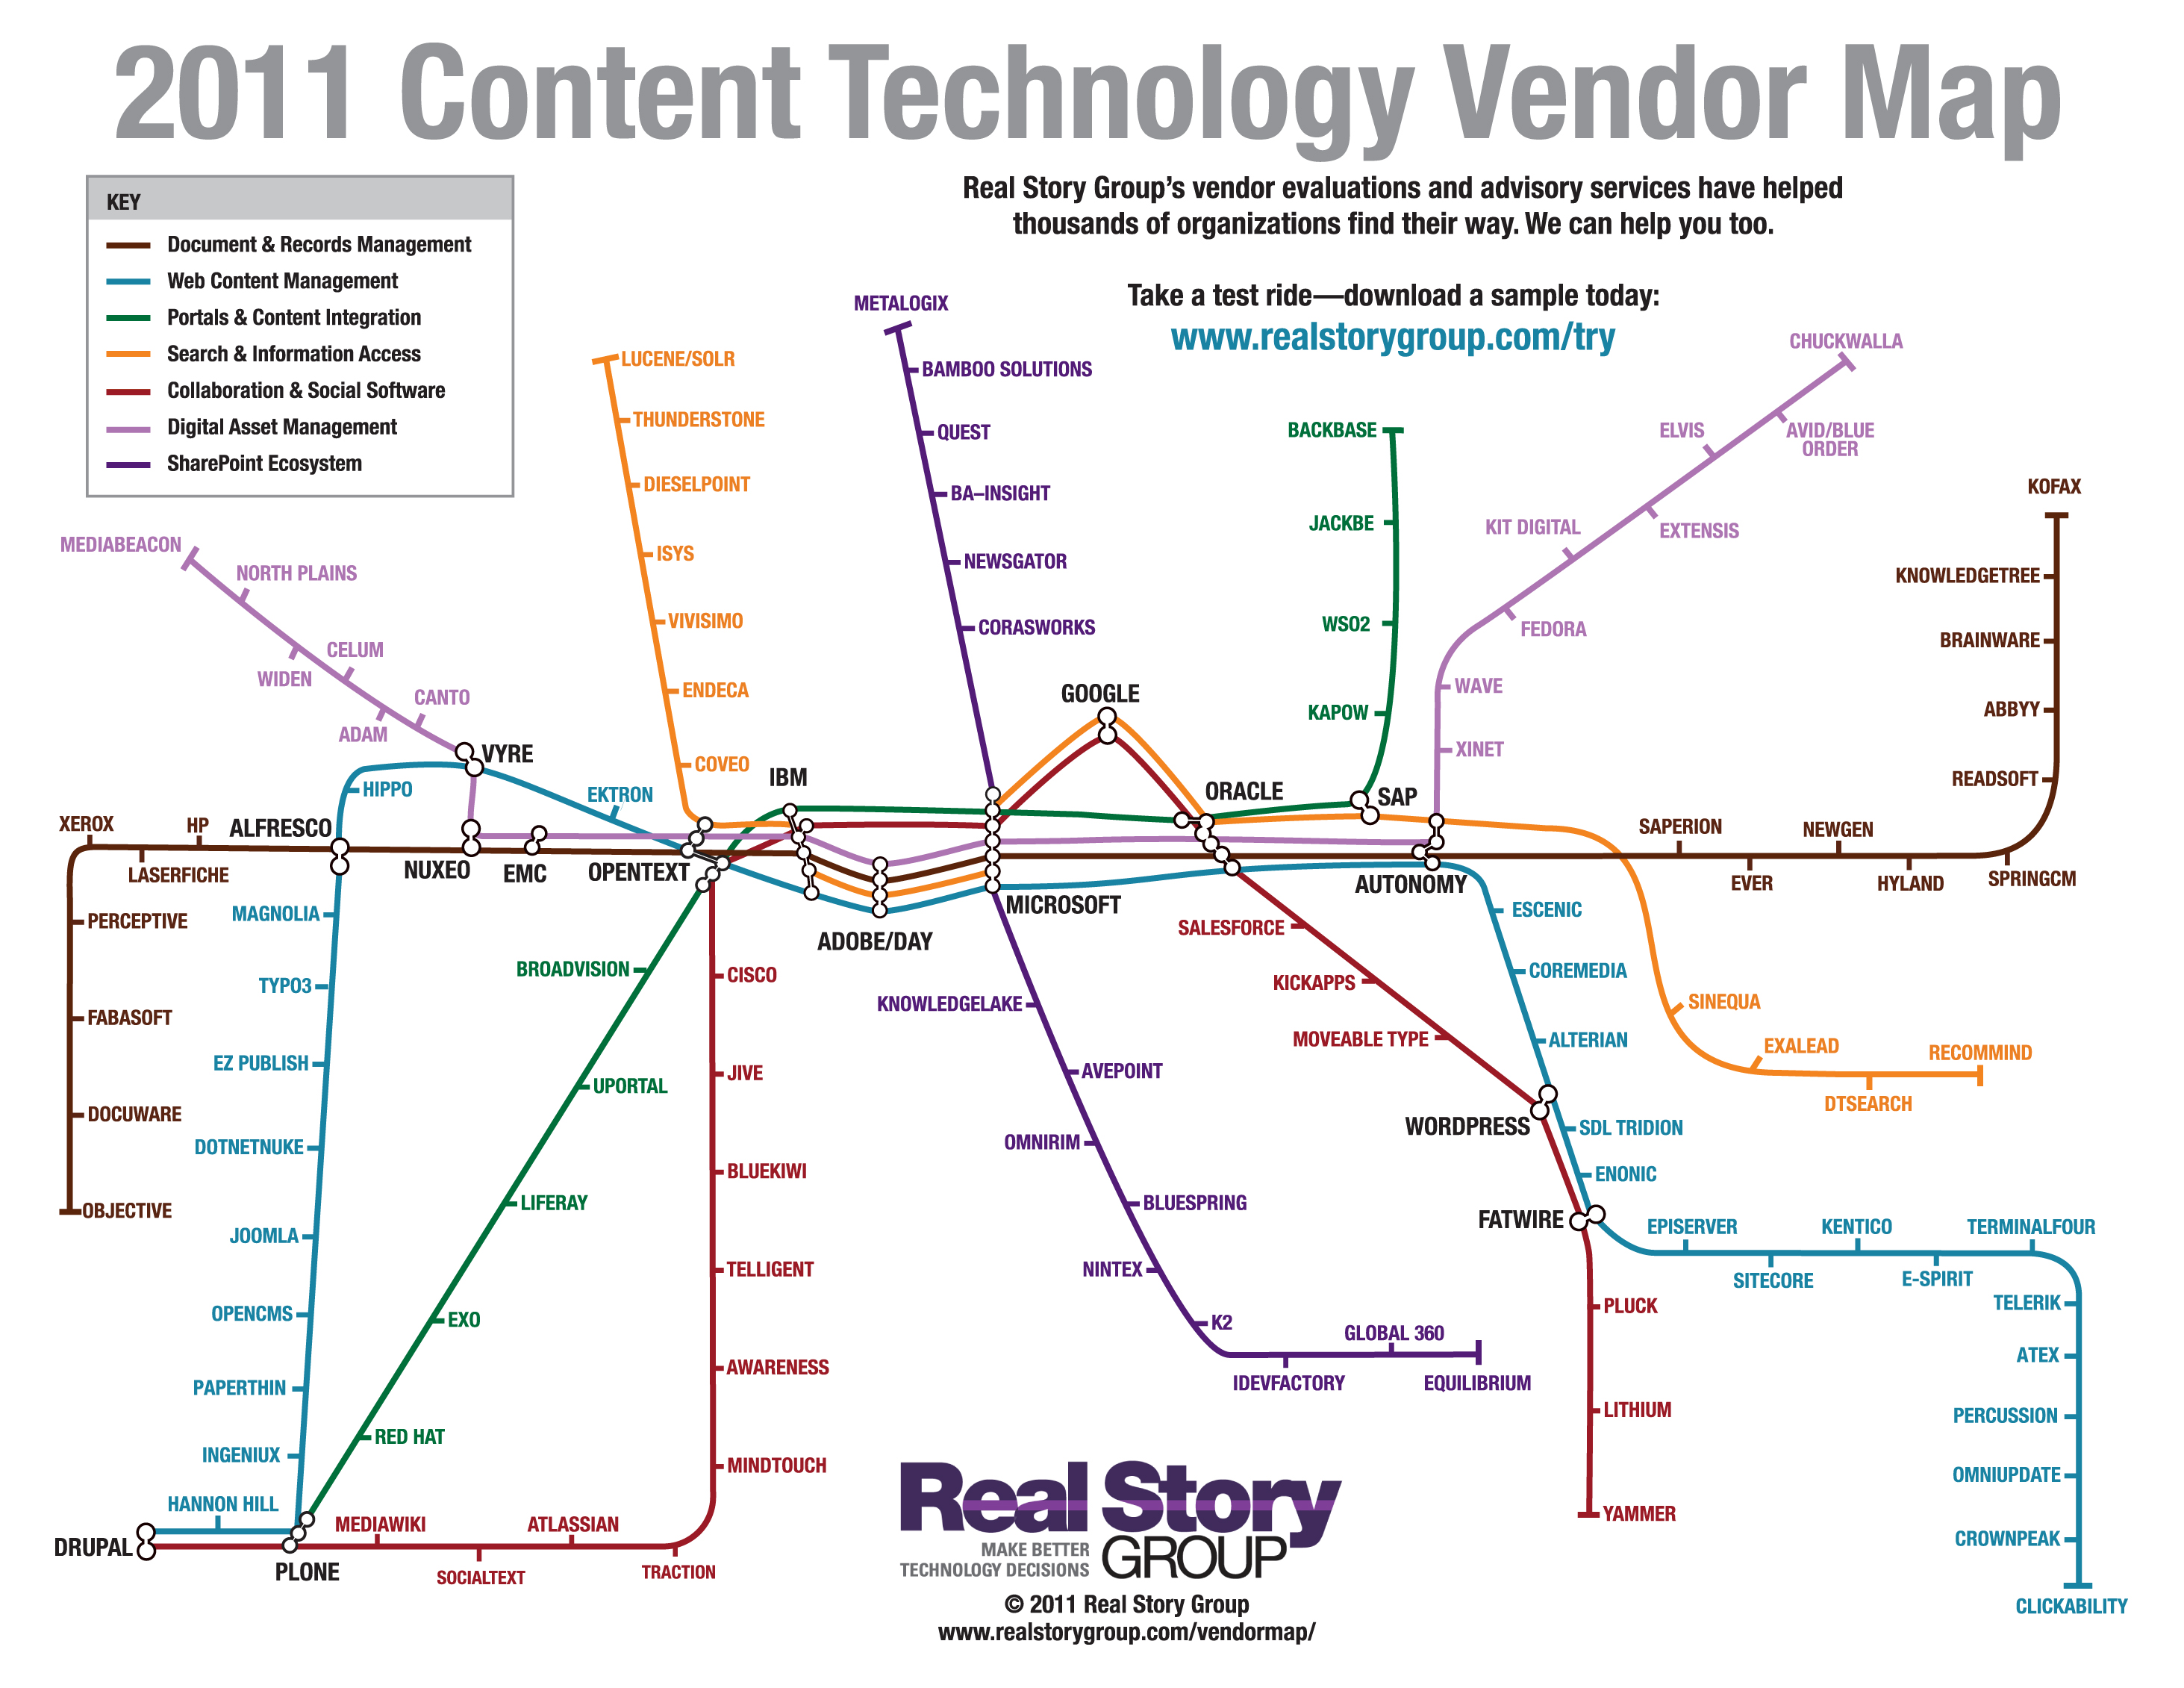 2011 Content Technology Vendor Map
Real Story Group's vendor evaluations and advisory services have helped
thousands of organizations find their way. We can help you too.
Take a test ride—download a sample today:
www.realstorygroup.com/try
KEY
Document & Records Management
Web Content Management
Portals & Content Integration
Search & Information Access
Collaboration & Social Software
Digital Asset Management
SharePoint Ecosystem
MEDIABEACON
NORTH PLAINS
WIDEN
CELUM
ADAM
CANTO
VYRE
LUCENE/SOLR
THUNDERSTONE
DIESELPOINT
ISYS
VIVISIMO
ENDECA
COVEO
METALOGIX
BAMBOO SOLUTIONS
QUEST
BA–INSIGHT
NEWSGATOR
CORASWORKS
GOOGLE
BACKBASE
JACKBE
WSO2
KAPOW
CHUCKWALLA
AVID/BLUE
ORDER
ELVIS
EXTENSIS
KIT DIGITAL
FEDORA
WAVE
XINET
KOFAX
KNOWLEDGETREE
BRAINWARE
ABBYY
READSOFT
XEROX
LASERFICHE
HP
ALFRESCO
HIPPO
NUXEO
EMC
EKTRON
OPENTEXT
IBM
ADOBE/DAY
MICROSOFT
ORACLE
SAP
AUTONOMY
SAPERION
EVER
NEWGEN
HYLAND
SPRINGCM
PERCEPTIVE
FABASOFT
DOCUWARE
OBJECTIVE
MAGNOLIA
TYPO3
EZ PUBLISH
DOTNETNUKE
JOOMLA
OPENCMS
PAPERTHIN
INGENIUX
HANNON HILL
DRUPAL
PLONE
BROADVISION
UPORTAL
LIFERAY
EXO
RED HAT
CISCO
JIVE
BLUEKIWI
TELLIGENT
AWARENESS
MINDTOUCH
MEDIAWIKI
SOCIALTEXT
ATLASSIAN
TRACTION
KNOWLEDGELAKE
AVEPOINT
OMNIRIM
BLUESPRING
NINTEX
K2
IDEVFACTORY
GLOBAL 360
EQUILIBRIUM
SALESFORCE
KICKAPPS
MOVEABLE TYPE
WORDPRESS
FATWIRE
PLUCK
LITHIUM
YAMMER
ESCENIC
COREMEDIA
ALTERIAN
SDL TRIDION
ENONIC
SINEQUA
EXALEAD
DTSEARCH
RECOMMIND
EPISERVER
SITECORE
KENTICO
E-SPIRIT
TERMINALFOUR
TELERIK
ATEX
PERCUSSION
OMNIUPDATE
CROWNPEAK
CLICKABILITY
Real Story
GROUP
MAKE BETTER
TECHNOLOGY DECISIONS
© 2011 Real Story Group
www.realstorygroup.com/vendormap/